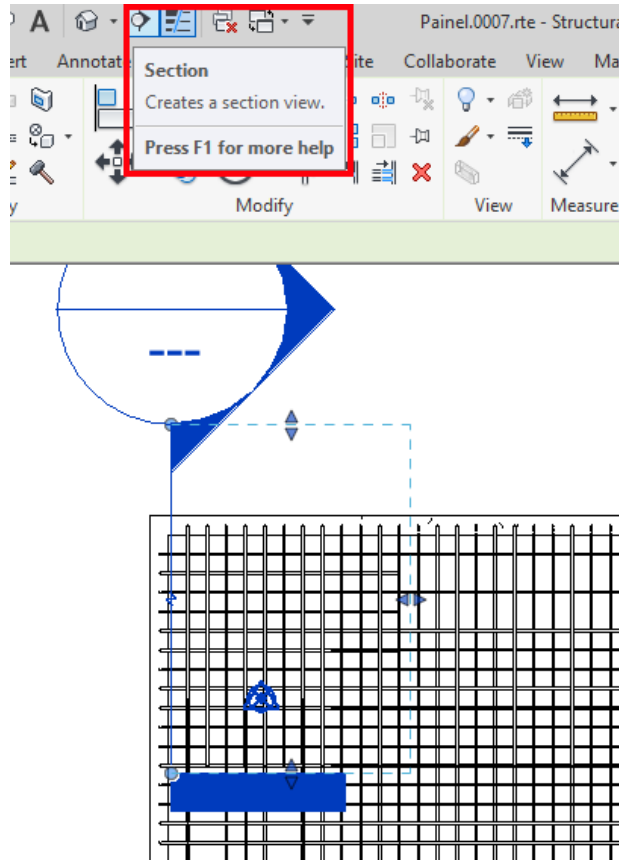 A
Painel.0007.rte - Structura
ert Annotat ite Collaborate View Ma
Section
Creates a section view.
Press F1 for more help
y Modify View Measure
---